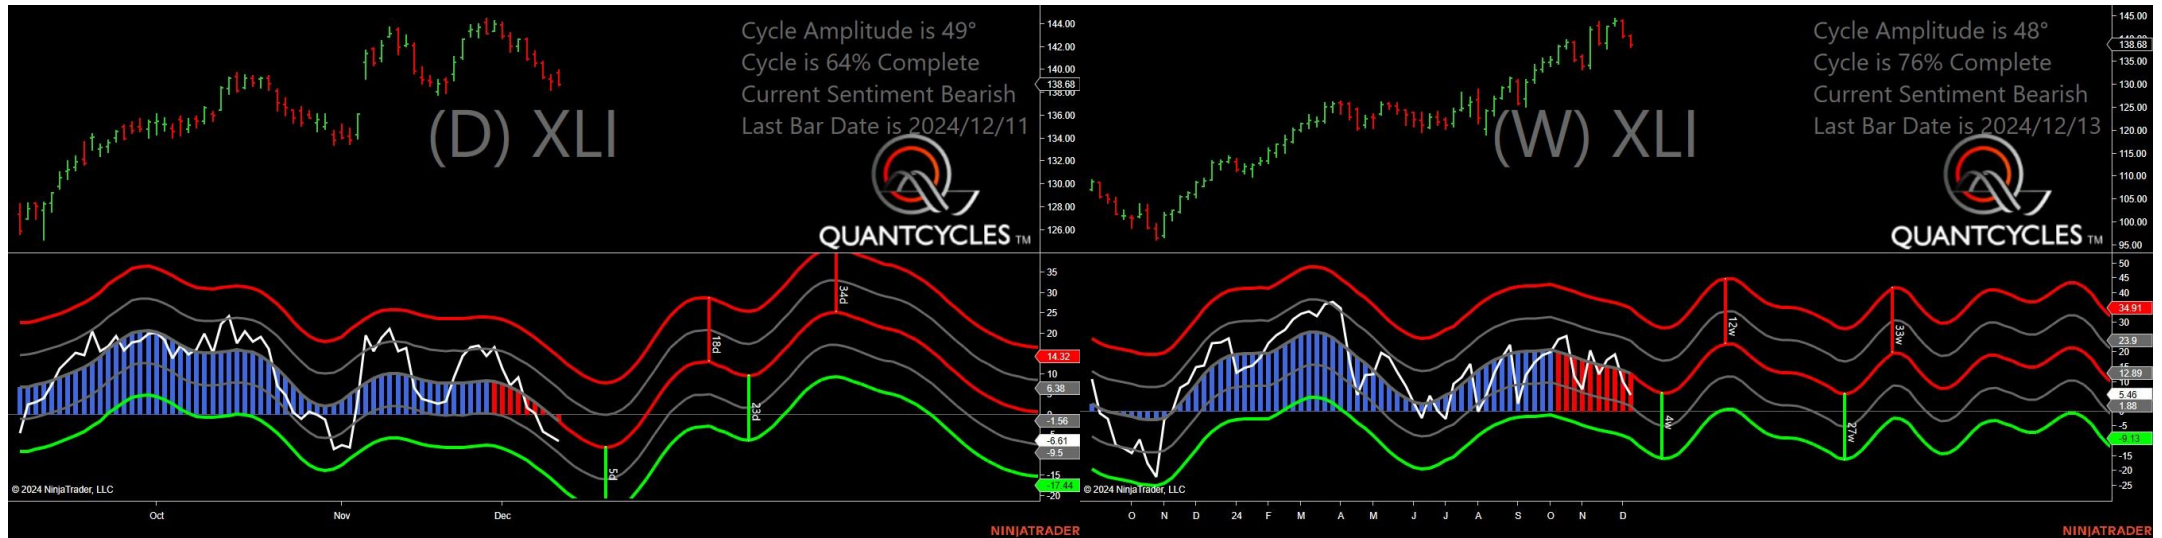 Cycle Amplitude is 49°
Cycle is 64% Complete
Current Sentiment Bearish
Last Bar Date is 2024/12/11
(D) XLI
QUANTCYCLES TM
144.00
142.00
140.00
138.68
138.00
136.00
134.00
132.00
130.00
128.00
126.00
35
30
25
20
14.32
10
6.38
-1.56
-6.61
-9.5
-15
-17.44
-20
18d
34d
23d
5d
© 2024 NinjaTrader, LLC
Oct Nov Dec
NINJATRADER
Cycle Amplitude is 48°
Cycle is 76% Complete
Current Sentiment Bearish
Last Bar Date is 2024/12/13
(W) XLI
QUANTCYCLES TM
145.00
138.68
135.00
130.00
125.00
120.00
115.00
110.00
105.00
100.00
95.00
50
45
40
34.91
30
23.9
20
12.89
10
5.46
1.88
-5
-9.13
-15
-20
-25
12w
33w
4w
27w
© 2024 NinjaTrader, LLC
O N D 24 F M A M J J A S O N D
NINJATRADER